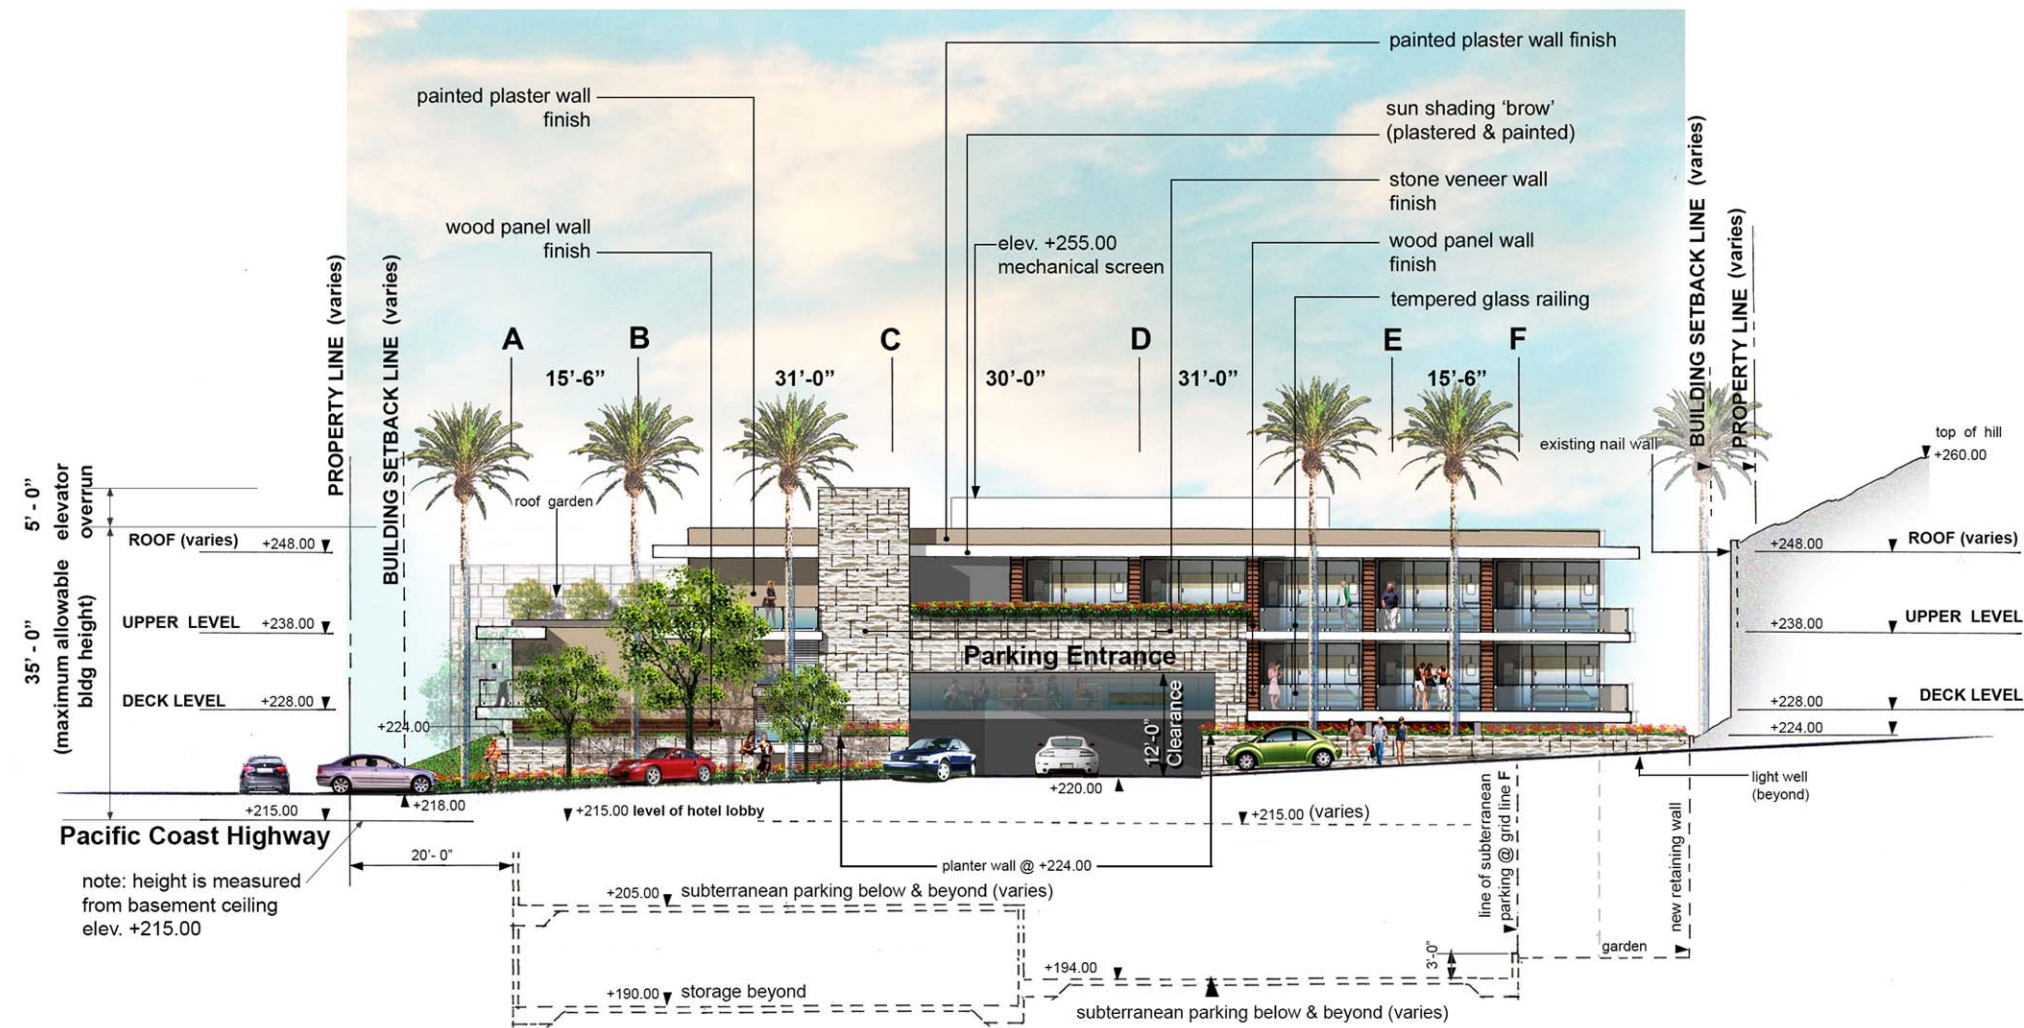 painted plaster wall finish
painted plaster wall
finish
sun shading ‘brow’
(plastered & painted)
stone veneer wall
finish
wood panel wall
finish
elev. +255.00
mechanical screen
wood panel wall
finish
tempered glass railing
PROPERTY LINE (varies)
BUILDING SETBACK LINE (varies)
BUILDING SETBACK LINE (varies)
PROPERTY LINE (varies)
A
B
C
D
E
F
15’-6”
31’-0”
30’-0”
31’-0”
15’-6”
existing nail wall
top of hill
+260.00
5’- 0”
elevator
overrun
roof garden
35’- 0”
(maximum allowable
bldg height)
ROOF (varies)
+248.00
+248.00
ROOF (varies)
UPPER LEVEL
+238.00
+238.00
UPPER LEVEL
Parking Entrance
DECK LEVEL
+228.00
+228.00
DECK LEVEL
+224.00
+224.00
12’-0”
Clearance
light well
(beyond)
+215.00
+218.00
+215.00 level of hotel lobby
+220.00
+215.00 (varies)
Pacific Coast Highway
20’- 0”
planter wall @ +224.00
note: height is measured
from basement ceiling
elev. +215.00
line of subterranean
parking @ grid line F
new retaining wall
+205.00
subterranean parking below & beyond (varies)
garden
3’-0”
+194.00
+190.00
storage beyond
subterranean parking below & beyond (varies)